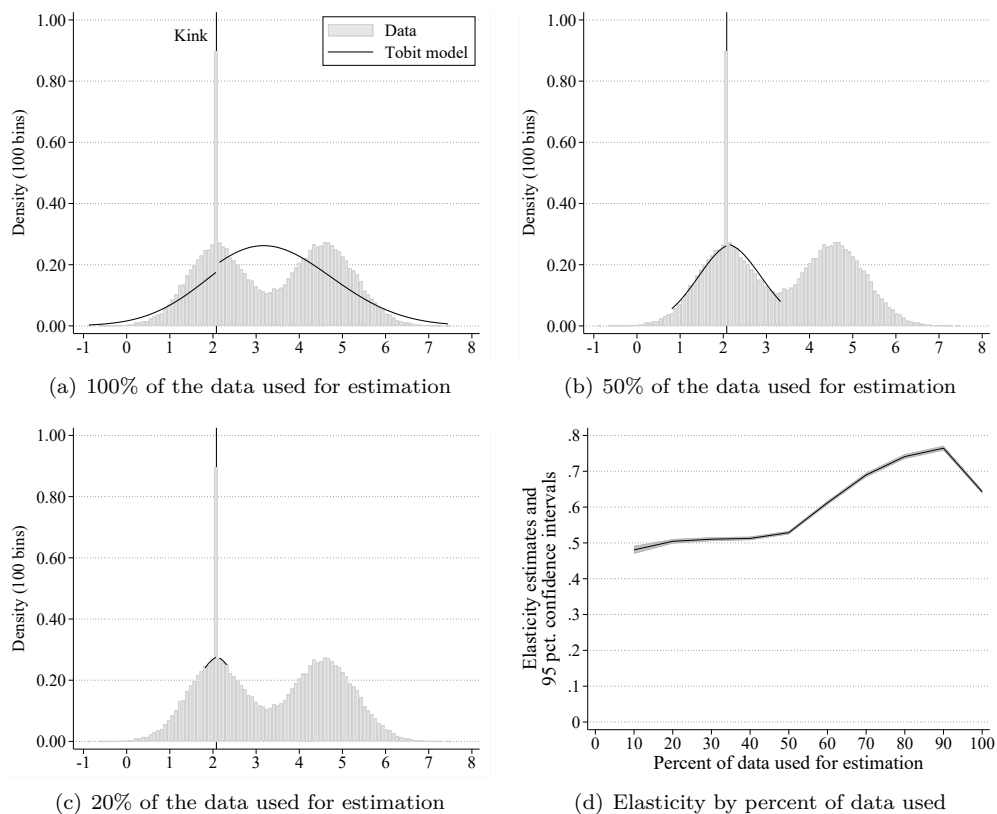 1.00
0.80
0.60
0.40
0.20
0.00
Density (100 bins)
Kink
Data
Tobit model
-1 0 1 2 3 4 5 6 7 8
(a) 100% of the data used for estimation
1.00
0.80
0.60
0.40
0.20
0.00
Density (100 bins)
-1 0 1 2 3 4 5 6 7 8
(b) 50% of the data used for estimation
1.00
0.80
0.60
0.40
0.20
0.00
Density (100 bins)
-1 0 1 2 3 4 5 6 7 8
(c) 20% of the data used for estimation
.8
.7
.6
.5
.4
.3
.2
.1
0
Elasticity estimates and
95 pct. confidence intervals
0 10 20 30 40 50 60 70 80 90 100
Percent of data used for estimation
(d) Elasticity by percent of data used